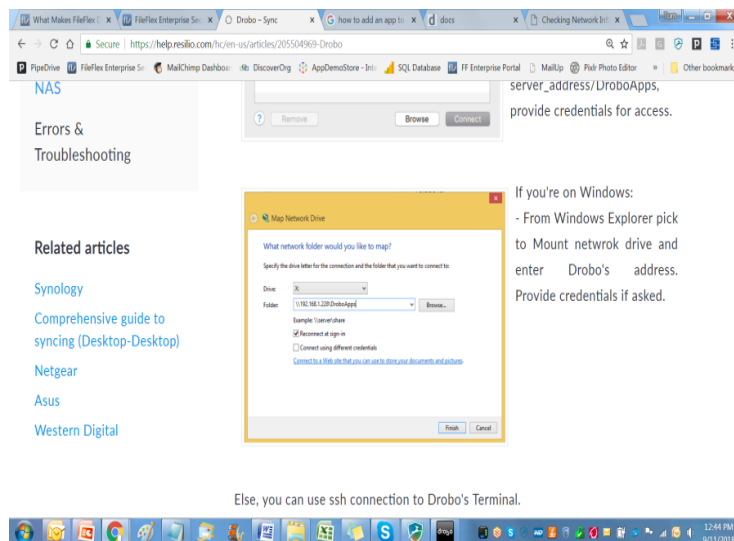 What Makes FileFlex D
FileFlex Enterprise Sec
Drobo – Sync
how to add an app to
docs
Checking Network Inf
Secure
https://help.resilio.com/hc/en-us/articles/205504969-Drobo
PipeDrive
FileFlex Enterprise Se
MailChimp Dashboar
DiscoverOrg
AppDemoStore - Inte
SQL Database
FF Enterprise Portal
MailUp
Pixlr Photo Editor
»
Other bookmark
NAS
Errors &
Troubleshooting
Related articles
Synology
Comprehensive guide to
syncing (Desktop-Desktop)
Netgear
Asus
Western Digital
?
Remove
Browse
Connect
server_address/DroboApps,
provide credentials for access.
Map Network Drive
What network folder would you like to map?
Specify the drive letter for the connection and the folder that you want to connect to:
Drive:
X:
Folder:
\\192.168.1.228\DroboApps
Browse...
Example: \\server\share
Reconnect at sign-in
Connect using different credentials
Connect to a Web site that you can use to store your documents and pictures.
Finish
Cancel
If you're on Windows:
- From Windows Explorer pick
to Mount netwrok drive and
enter Drobo's address.
Provide credentials if asked.
Else, you can use ssh connection to Drobo's Terminal.
drobo
12:44 PM
9/11/2018